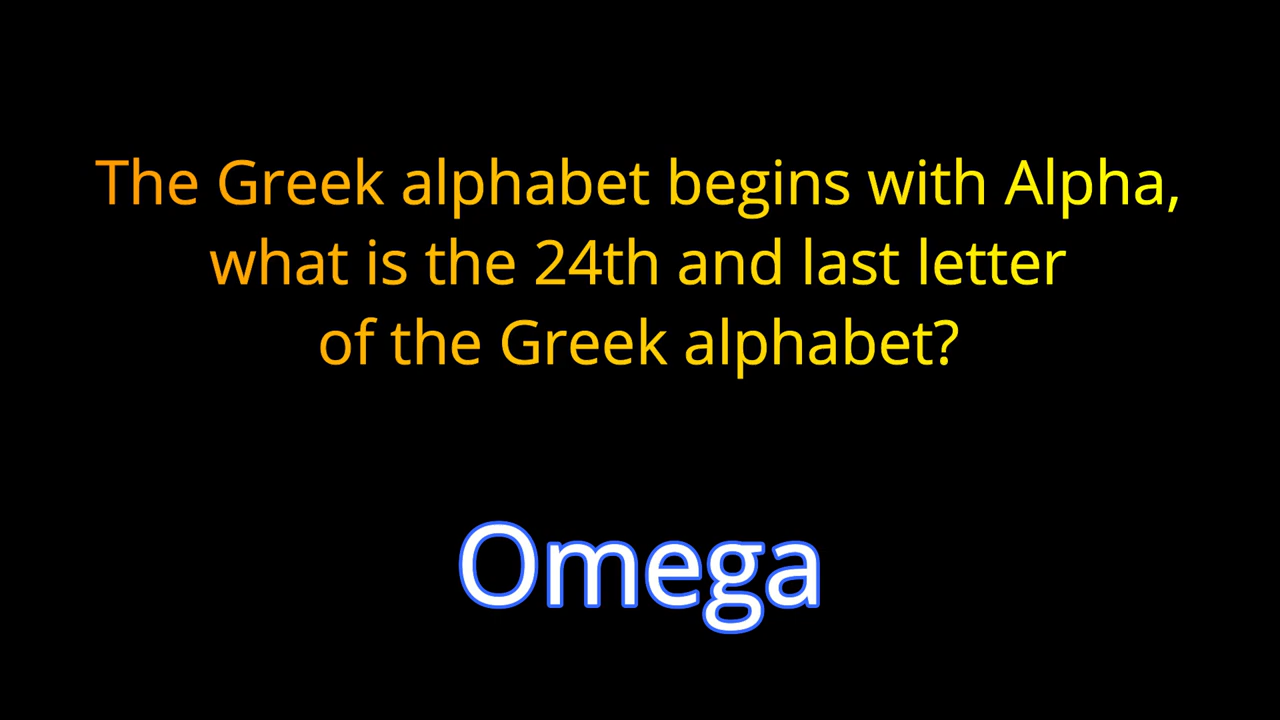 The Greek alphabet begins with Alpha,
what is the 24th and last letter
of the Greek alphabet?
Omega